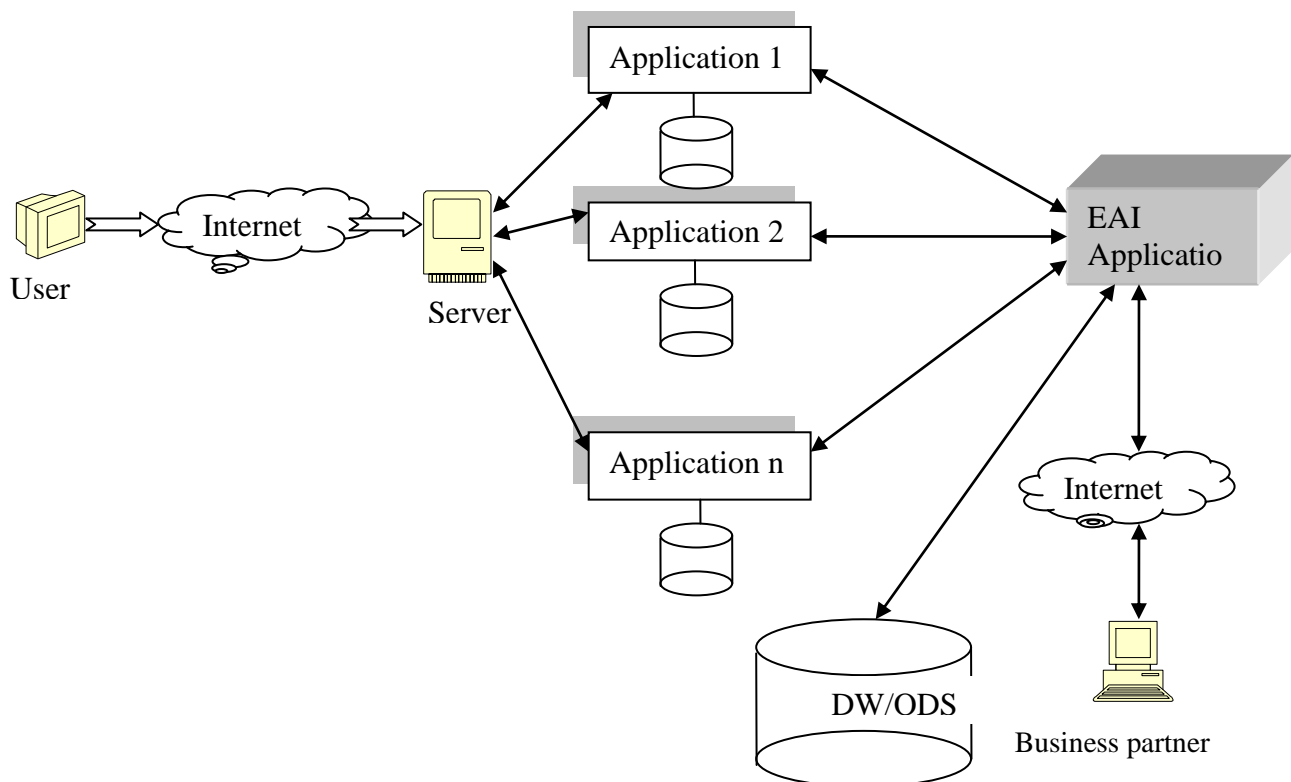 Application 1
Internet
User
Server
Application 2
EAI
Applicatio
Application n
Internet
DW/ODS
Business partner